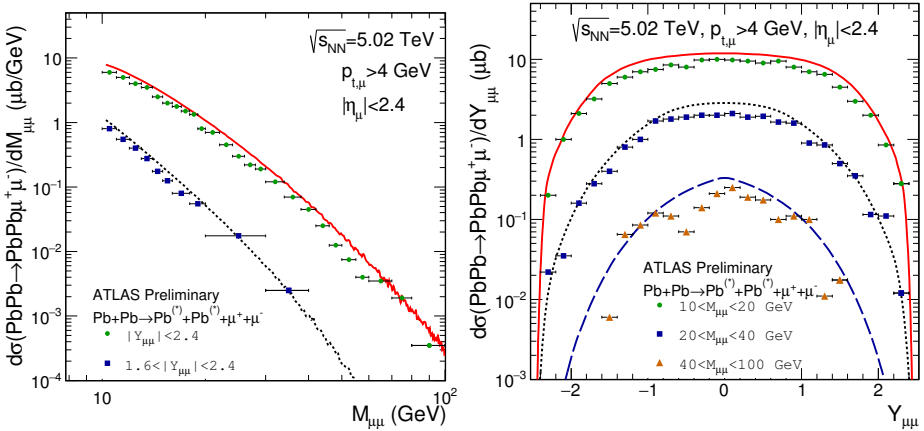 dσ(PbPb→PbPbμ⁺μ⁻)/dM_μμ (μb/GeV)
10
1
10⁻¹
10⁻²
10⁻³
10⁻⁴
√s_NN=5.02 TeV
p_t,μ>4 GeV
|η_μ|<2.4
ATLAS Preliminary
Pb+Pb→Pb⁽*⁾+Pb⁽*⁾+μ⁺+μ⁻
|Y_μμ|<2.4
1.6<|Y_μμ|<2.4
10
10²
M_μμ (GeV)
dσ(PbPb→PbPbμ⁺μ⁻)/dY_μμ (μb)
10
1
10⁻¹
10⁻²
10⁻³
√s_NN=5.02 TeV, p_t,μ>4 GeV, |η_μ|<2.4
ATLAS Preliminary
Pb+Pb→Pb⁽*⁾+Pb⁽*⁾+μ⁺+μ⁻
10<M_μμ<20 GeV
20<M_μμ<40 GeV
40<M_μμ<100 GeV
−2 −1 0 1 2
Y_μμ